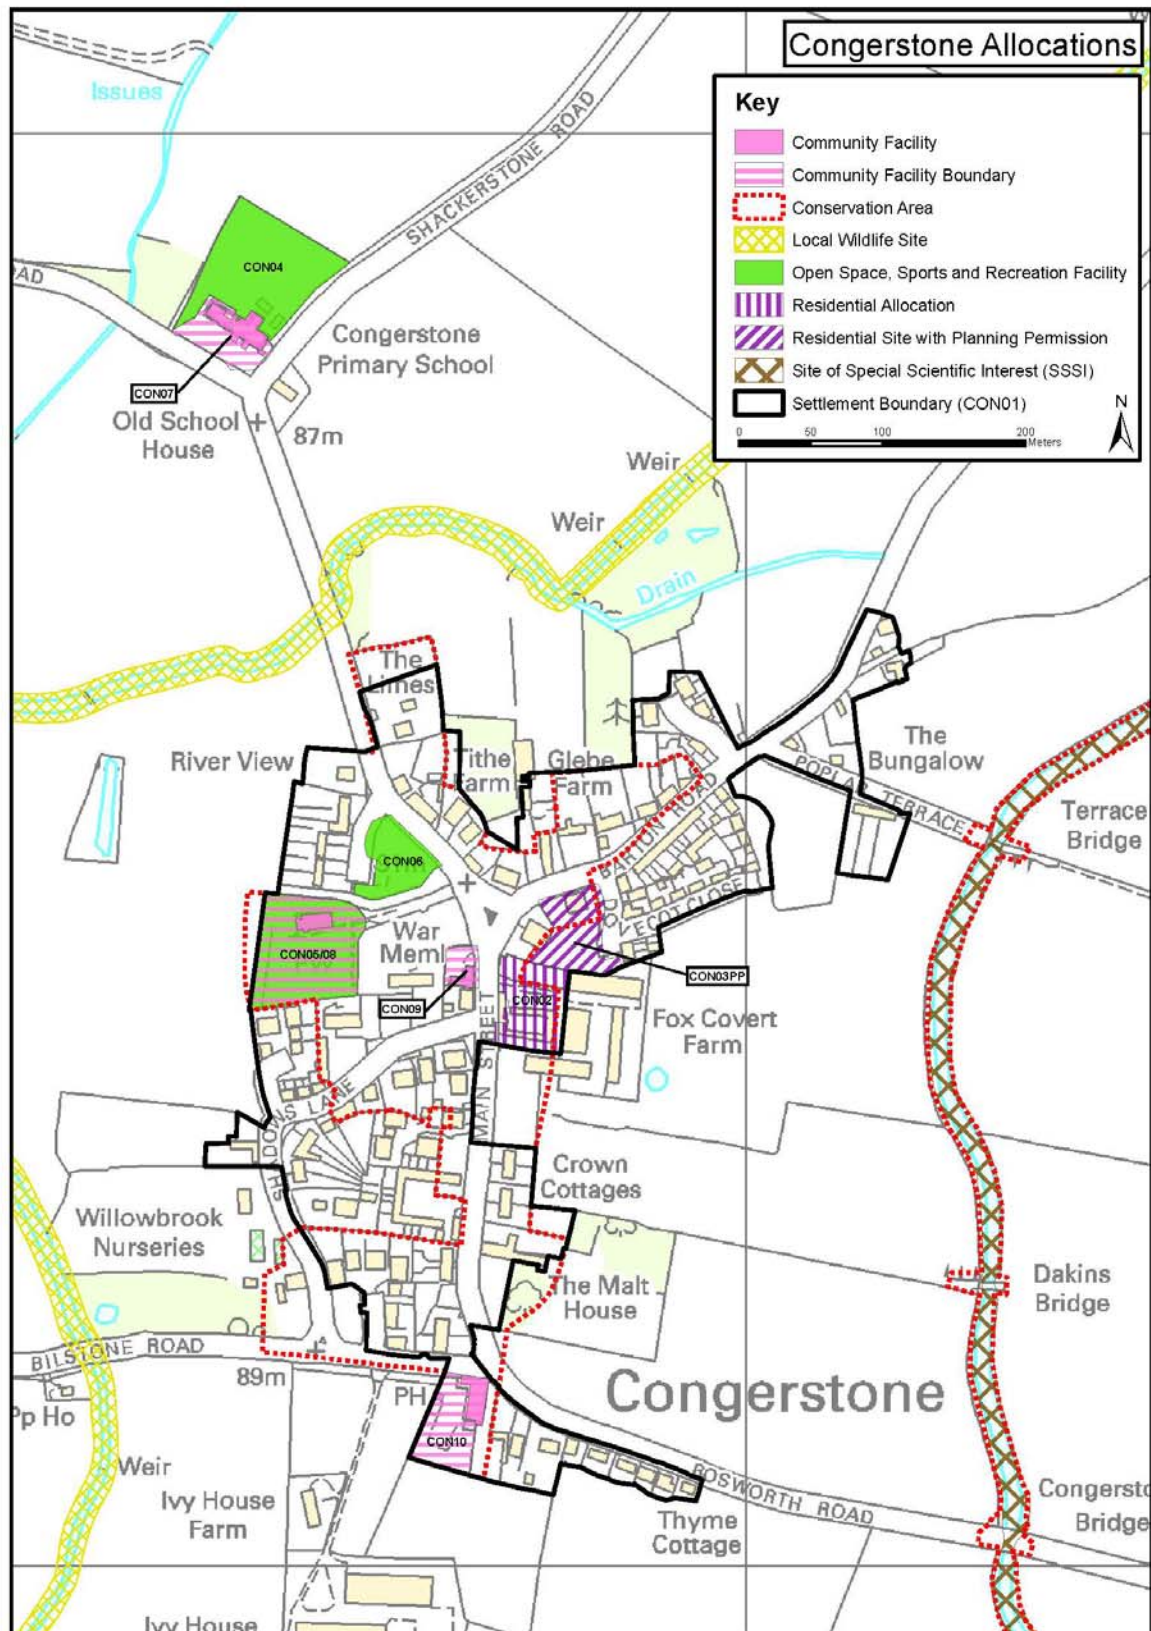 Congerstone Allocations
Key
Community Facility
Community Facility Boundary
Conservation Area
Local Wildlife Site
Open Space, Sports and Recreation Facility
Residential Allocation
Residential Site with Planning Permission
Site of Special Scientific Interest (SSSI)
Settlement Boundary (CON01)
N
0 50 100 200
Meters
Issues
SHACKERSTONE ROAD
CON04
Congerstone
Primary School
CON07
Old School
House
87m
Weir
Weir
Drain
The
Limes
River View
Tithe
Farm
Glebe
Farm
The
Bungalow
POPLAR TERRACE
Terrace
Bridge
BARTON ROAD
CON06
DOVECOT CLOSE
War
Meml
CON05/08
CON03PP
CON09
CON02
Fox Covert
Farm
MAIN STREET
SHADOWS LANE
Crown
Cottages
Willowbrook
Nurseries
The Malt
House
Dakins
Bridge
BILSTONE ROAD
89m
PH
Congerstone
Pp Ho
CON10
Weir
BOSWORTH ROAD
Congersto
Bridge
Ivy House
Farm
Thyme
Cottage
Ivy House